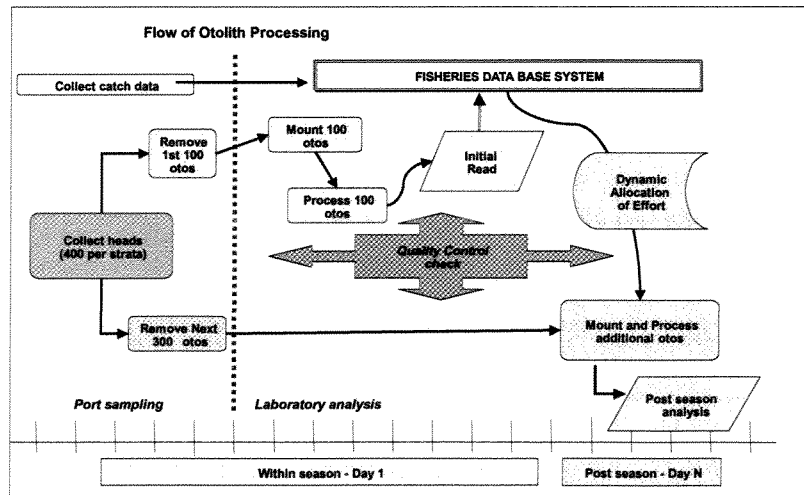 Flow of Otolith Processing
Collect catch data
FISHERIES DATA BASE SYSTEM
Remove
1st 100
otos
Mount 100
otos
Initial
Read
Process 100
otos
Dynamic
Allocation
of Effort
Collect heads
(400 per strata)
Quality Control
check
Remove Next
300 otos
Mount and Process
additional otos
Post season
analysis
Port sampling
Laboratory analysis
Within season - Day 1
Post season - Day N